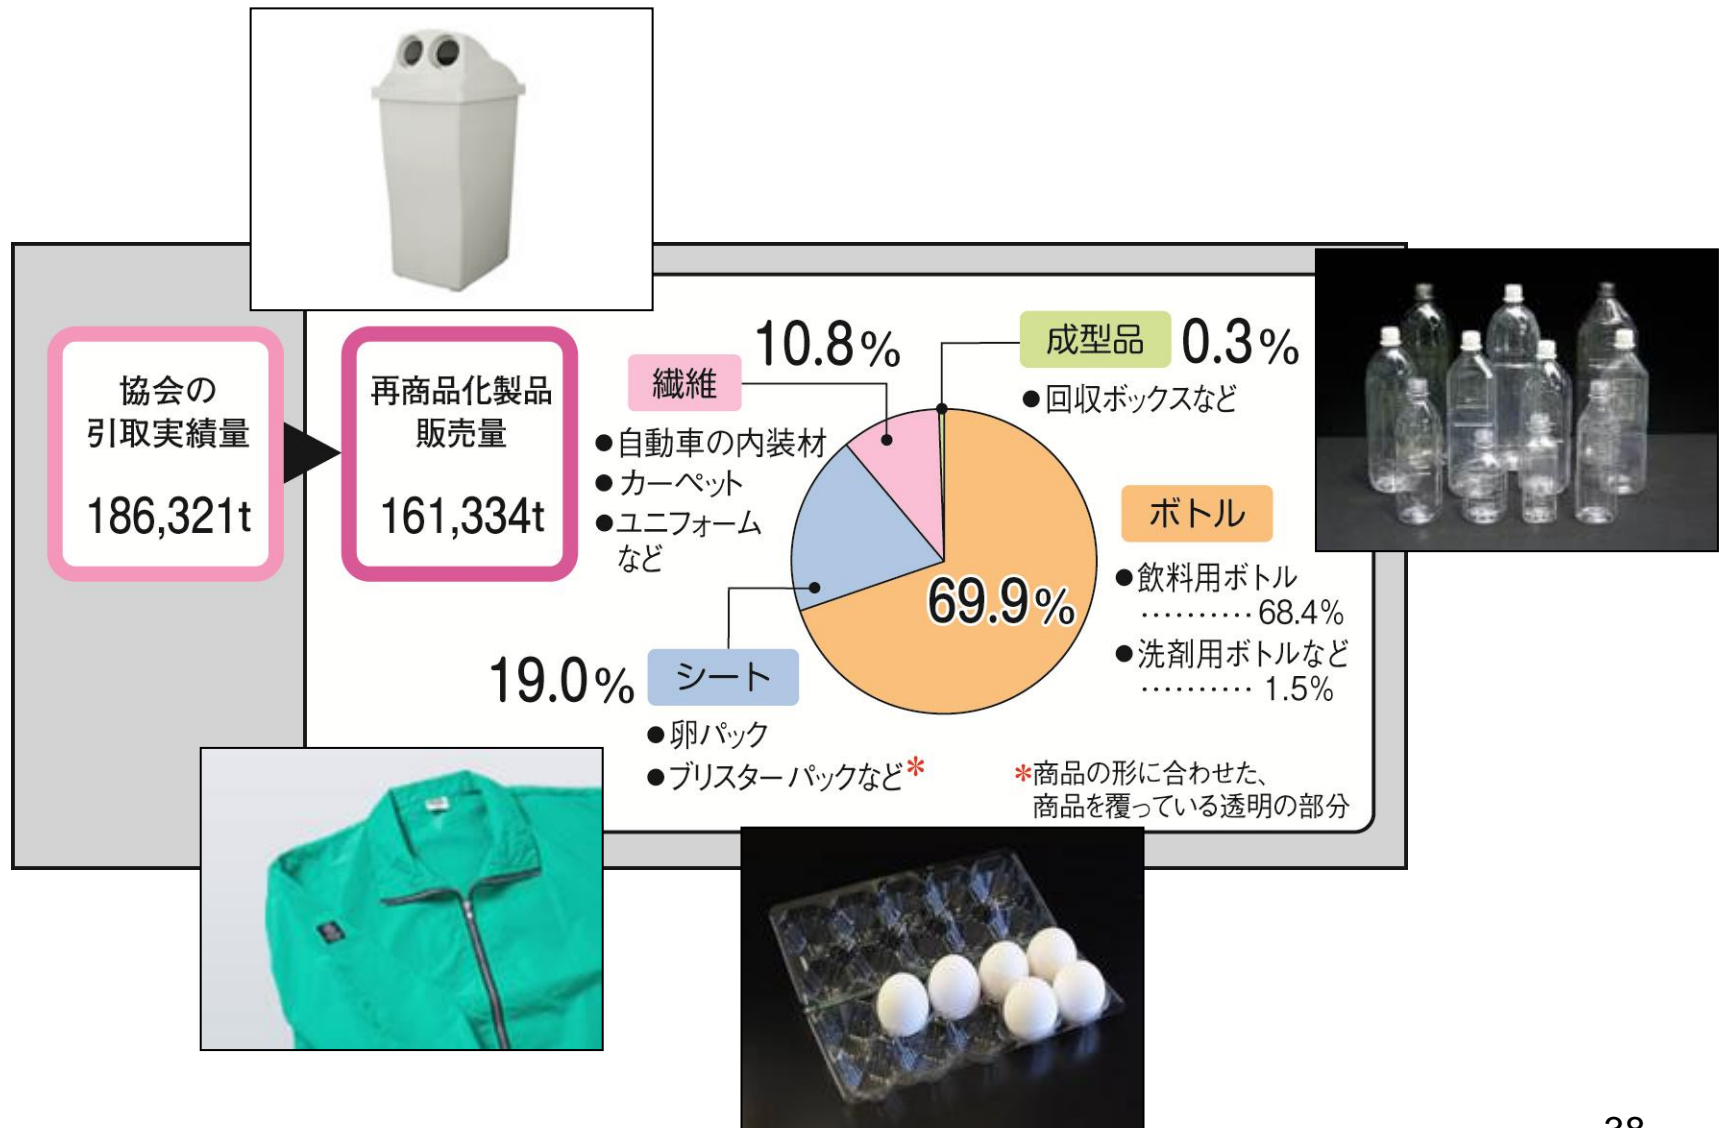 協会の
引取実績量
186,321t
再商品化製品
販売量
161,334t
繊維
10.8%
●自動車の内装材
●カーペット
●ユニフォーム
など
成型品
0.3%
●回収ボックスなど
ボトル
69.9%
●飲料用ボトル
‥‥‥‥‥68.4%
●洗剤用ボトルなど
‥‥‥‥‥ 1.5%
19.0%
シート
●卵パック
●ブリスターパックなど*
*商品の形に合わせた、
商品を覆っている透明の部分
38